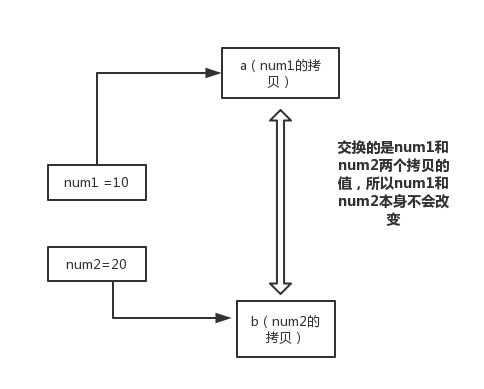 a（num1的拷
贝）
num1 =10
交换的是num1和
num2两个拷贝的
值，所以num1和
num2本身不会改
变
num2=20
b（num2的
拷贝）